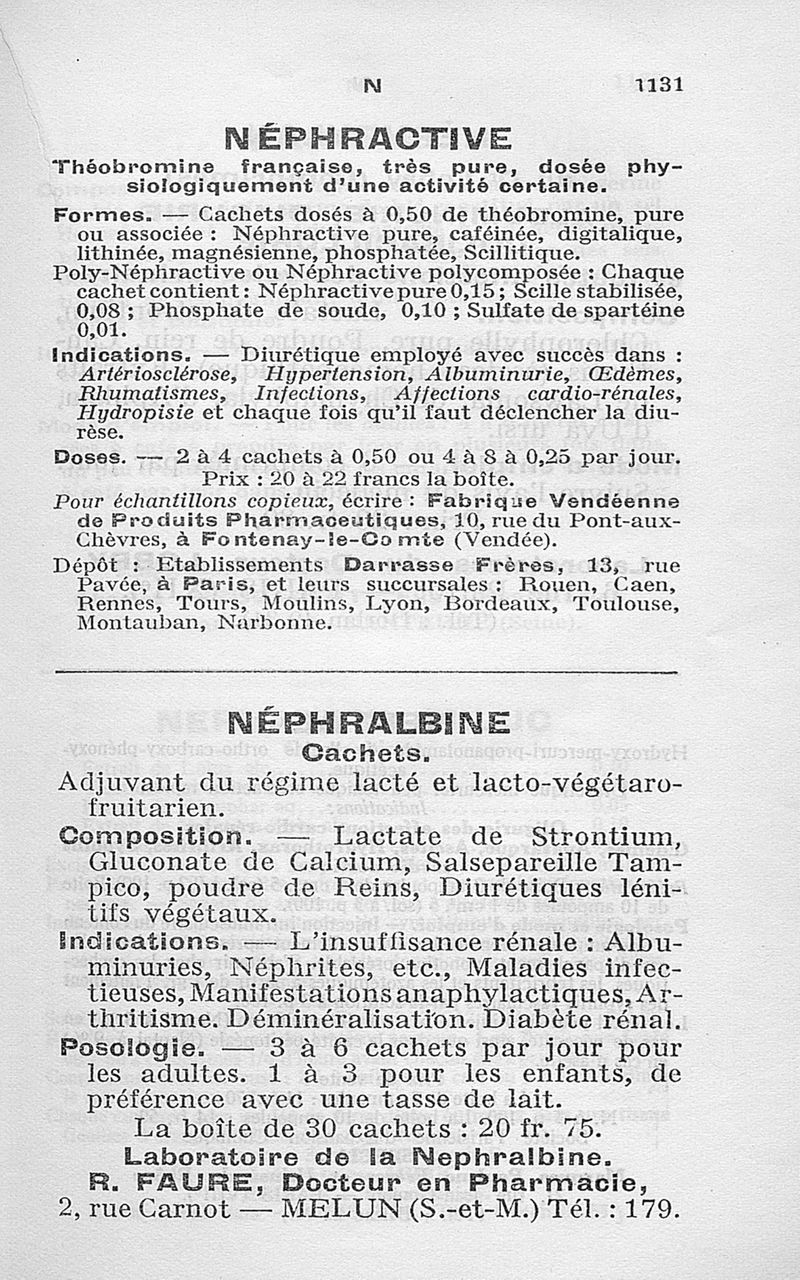 N 1131
NÉPHRACTIVE
Théobromine française, très pure, dosée phy-
siologiquement d'une activité certaine.
Formes. — Cachets dosés à 0,50 de théobromine, pure
ou associée : Néphractive pure, caféinée, digitalique,
lithinée, magnésienne, phosphatée, Scillitique.
Poly-Néphractive ou Néphractive polycomposée : Chaque
cachet contient : Néphractive pure 0,15 ; Scille stabilisée,
0,08 ; Phosphate de soude, 0,10 ; Sulfate de spartéine
0,01.
Indications. — Diurétique employé avec succès dans :
Artériosclérose, Hypertension, Albuminurie, Œdèmes,
Rhumatismes, Infections, Affections cardio-rénales,
Hydropisie et chaque fois qu'il faut déclencher la diu-
rèse.
Doses. — 2 à 4 cachets à 0,50 ou 4 à 8 à 0,25 par jour.
Prix : 20 à 22 francs la boîte.
Pour échantillons copieux, écrire : Fabrique Vendéenne
de Produits Pharmaceutiques, 10, rue du Pont-aux-
Chèvres, à Fontenay-le-Comte (Vendée).
Dépôt : Etablissements Darrasse Frères, 13, rue
Pavée, à Paris, et leurs succursales : Rouen, Caen,
Rennes, Tours, Moulins, Lyon, Bordeaux, Toulouse,
Montauban, Narbonne.
NÉPHRALBINE
Cachets.
Adjuvant du régime lacté et lacto-végétaro-
fruitarien.
Composition. — Lactate de Strontium,
Gluconate de Calcium, Salsepareille Tam-
pico, poudre de Reins, Diurétiques léni-
tifs végétaux.
Indications. — L'insuffisance rénale : Albu-
minuries, Néphrites, etc., Maladies infec-
tieuses, Manifestations anaphylactiques, Ar-
thritisme. Déminéralisation. Diabète rénal.
Posologie. — 3 à 6 cachets par jour pour
les adultes. 1 à 3 pour les enfants, de
préférence avec une tasse de lait.
La boîte de 30 cachets : 20 fr. 75.
Laboratoire de la Nephralbine.
R. FAURE, Docteur en Pharmacie,
2, rue Carnot — MELUN (S.-et-M.) Tél. : 179.